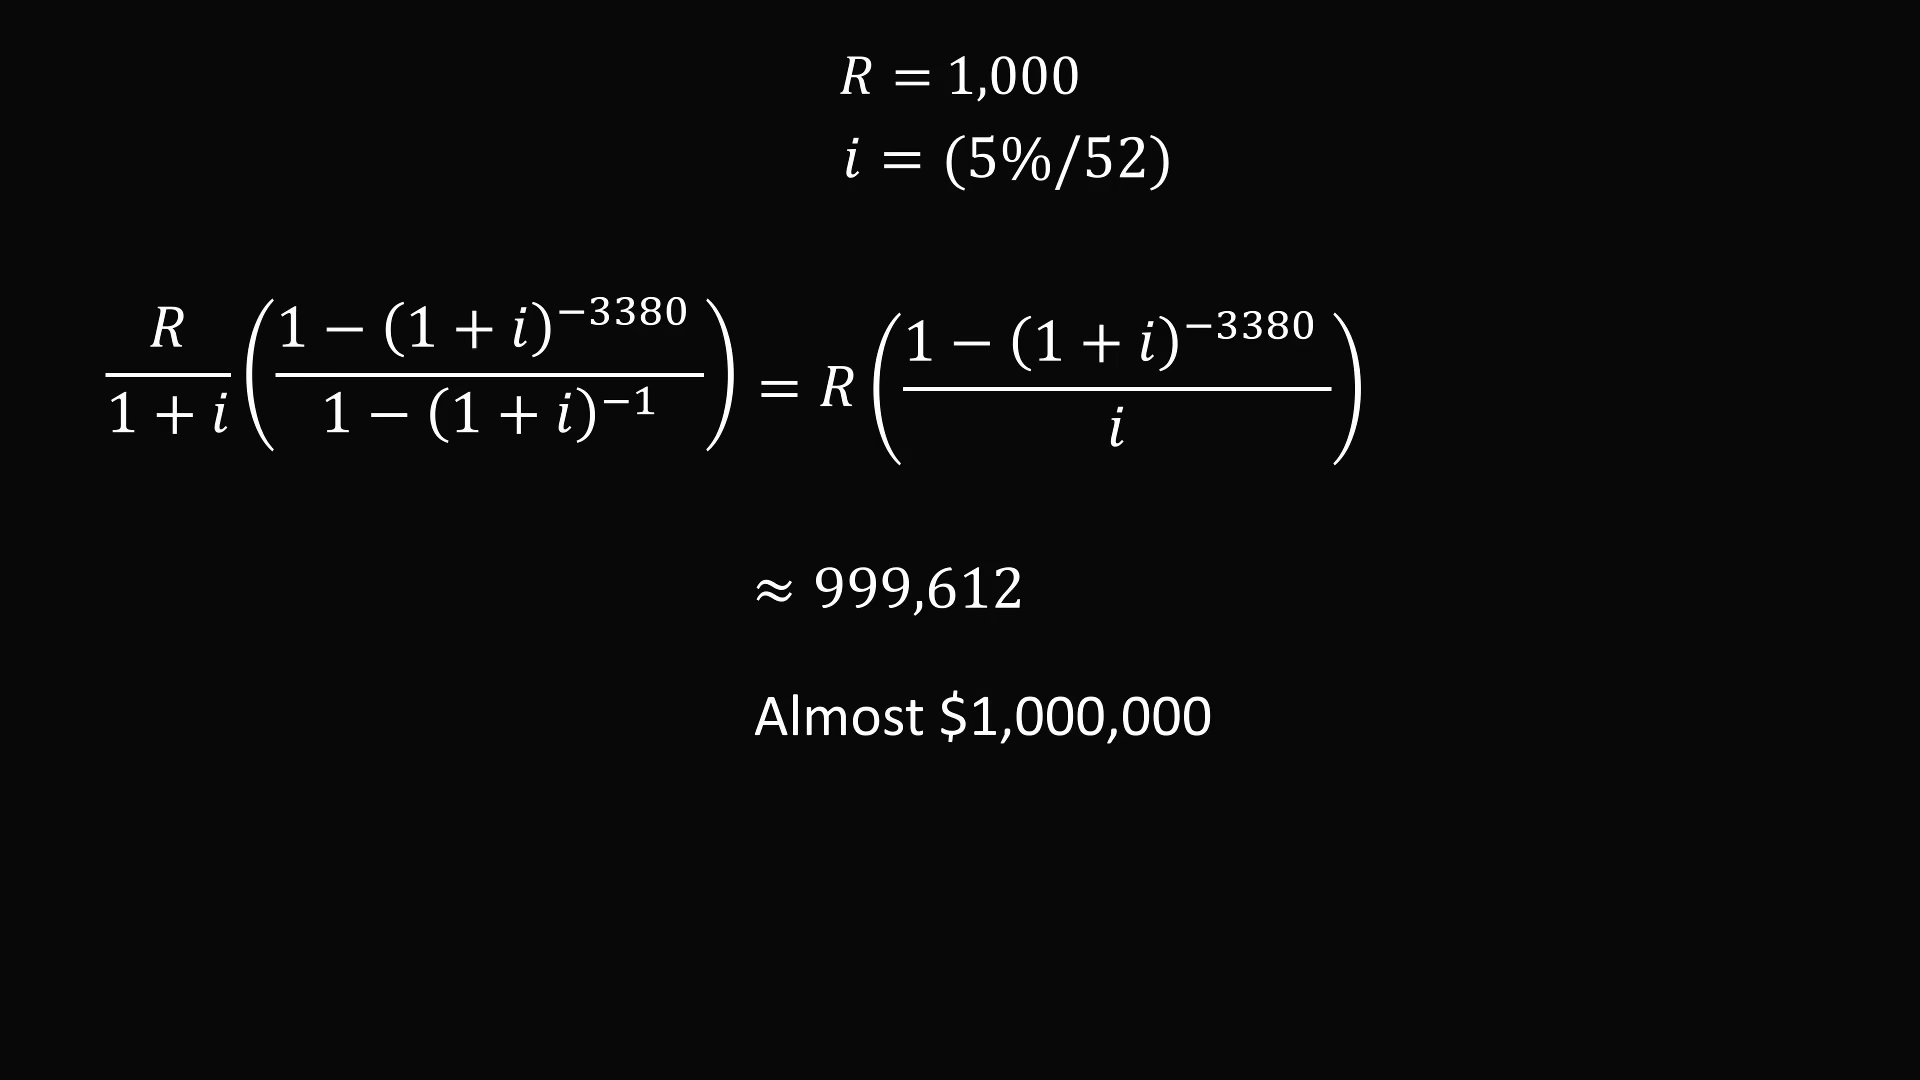 R = 1,000
i = (5%/52)
R/(1 + i) ((1 − (1 + i)^−3380)/(1 − (1 + i)^−1)) = R((1 − (1 + i)^−3380)/i)
≈ 999,612
Almost $1,000,000